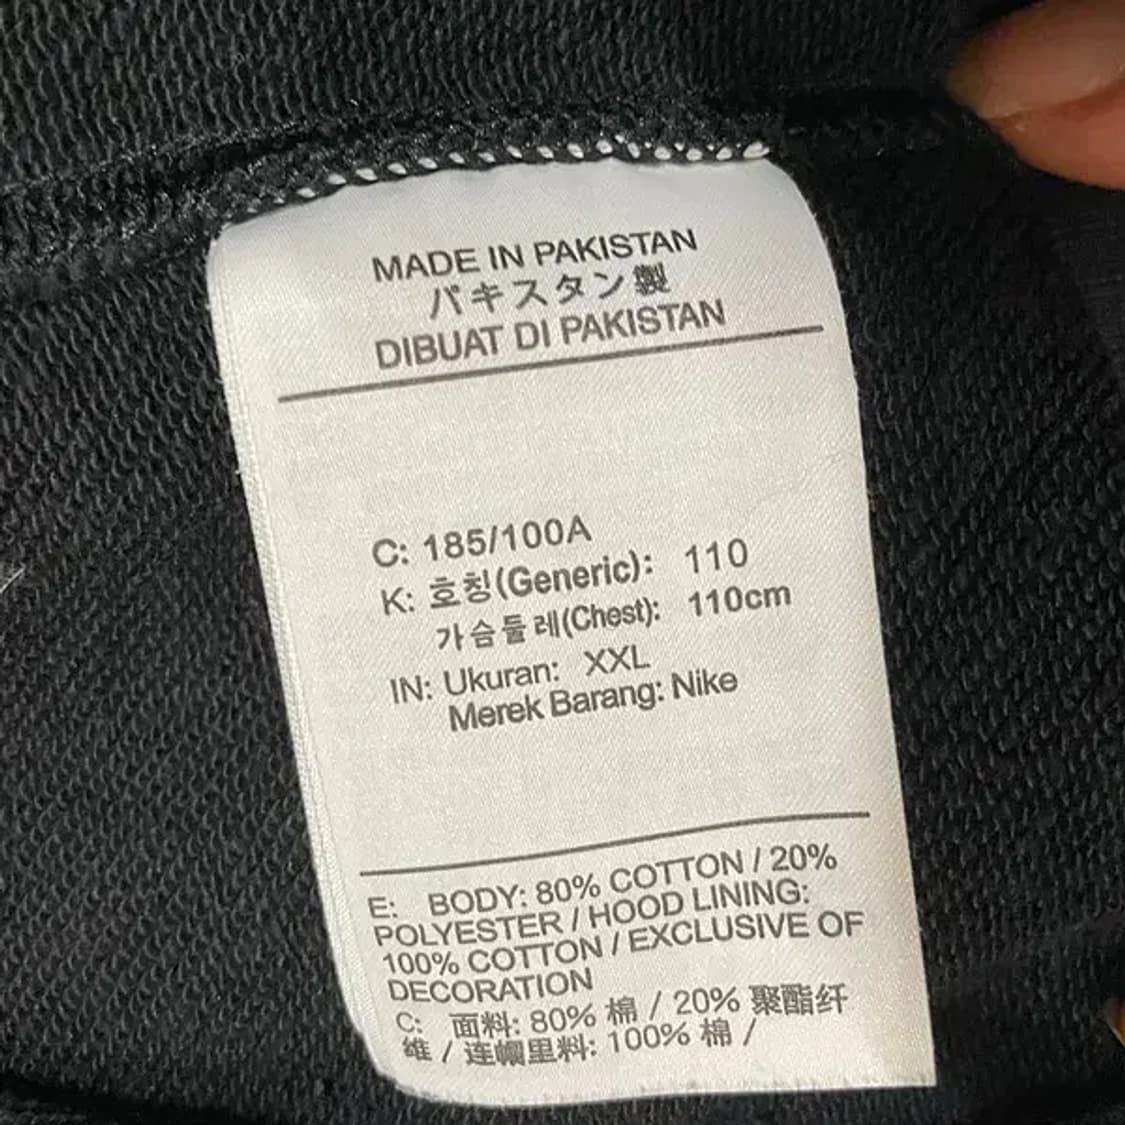 MADE IN PAKISTAN
パキスタン製
DIBUAT DI PAKISTAN
C: 185/100A
K: 호칭(Generic): 110
가슴둘레(Chest): 110cm
IN: Ukuran: XXL
Merek Barang: Nike
E: BODY: 80% COTTON / 20%
POLYESTER / HOOD LINING:
100% COTTON / EXCLUSIVE OF
DECORATION
C: 面料: 80% 棉 / 20% 聚酯纤
维 / 连帽里料: 100% 棉 /